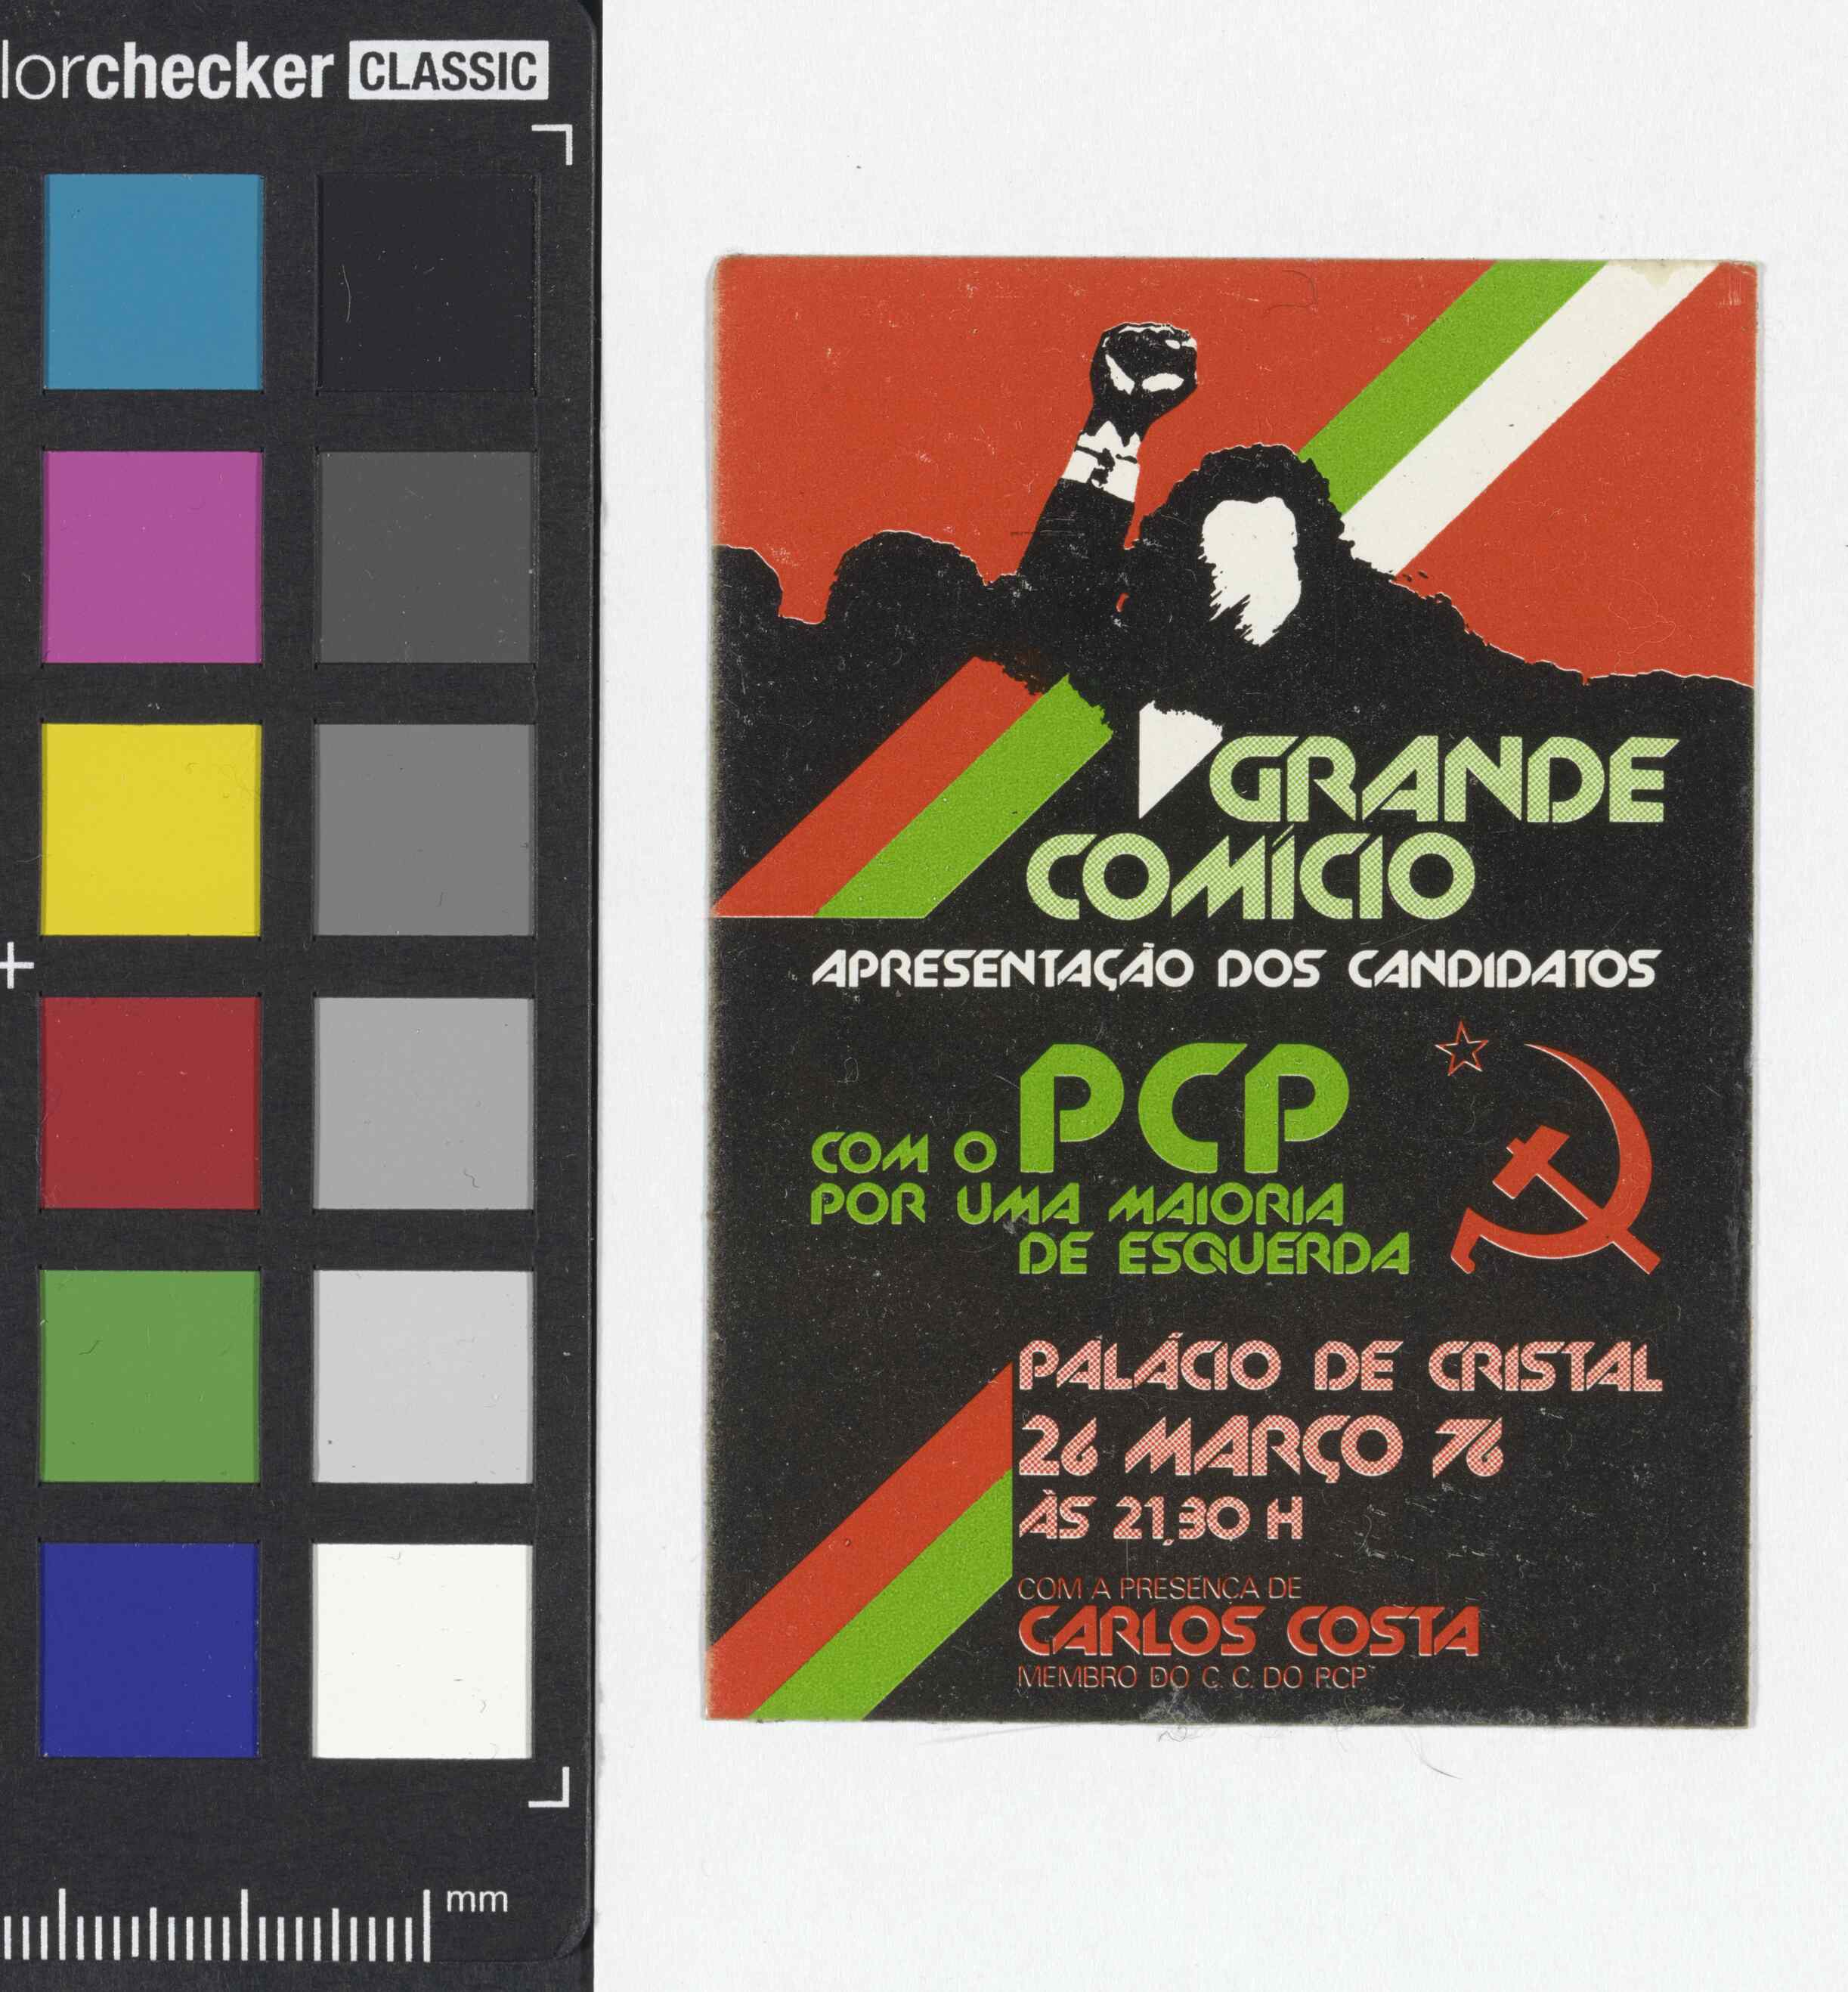 lorchecker CLASSIC
mm
GRANDE
COMÍCIO
APRESENTAÇÃO DOS CANDIDATOS
COM O PCP
POR UMA MAIORIA
DE ESQUERDA
PALÁCIO DE CRISTAL
26 MARÇO 76
ÀS 21,30 H
COM A PRESENÇA DE
CARLOS COSTA
MEMBRO DO C. C. DO P.C.P